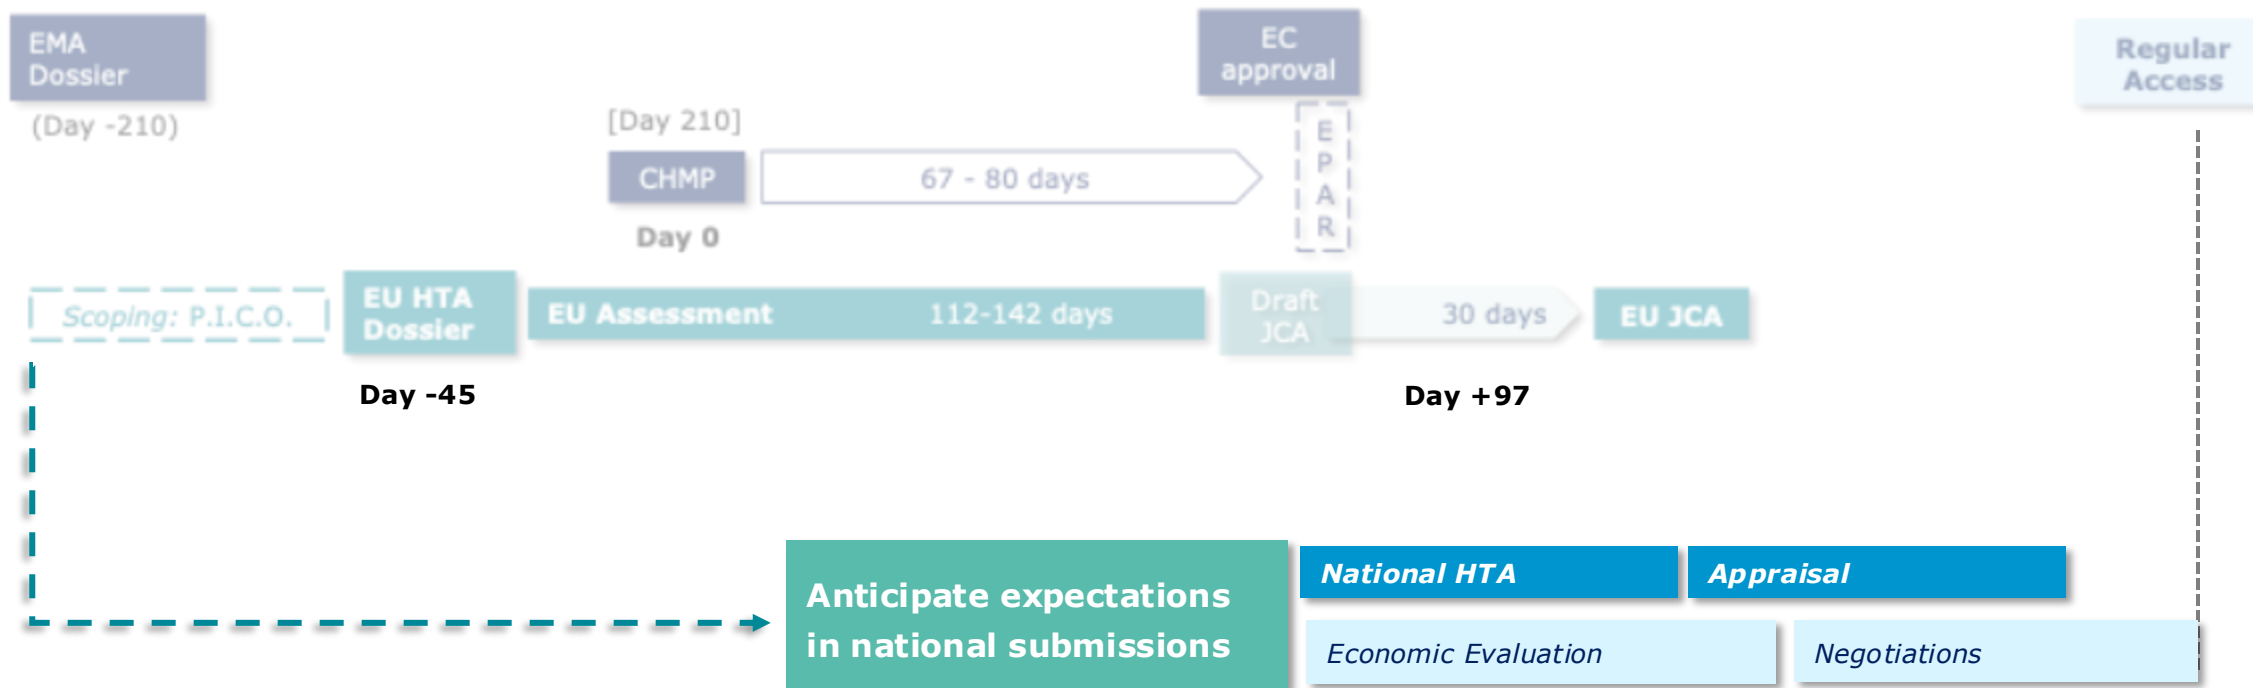 EMA
Dossier
(Day -210)
EC
approval
Regular
Access
[Day 210]
CHMP
67 - 80 days
E
P
A
R
Day 0
Scoping: P.I.C.O.
EU HTA
Dossier
EU Assessment 112-142 days
Draft
JCA
30 days
EU JCA
Day -45
Day +97
Anticipate expectations
in national submissions
National HTA
Appraisal
Economic Evaluation
Negotiations